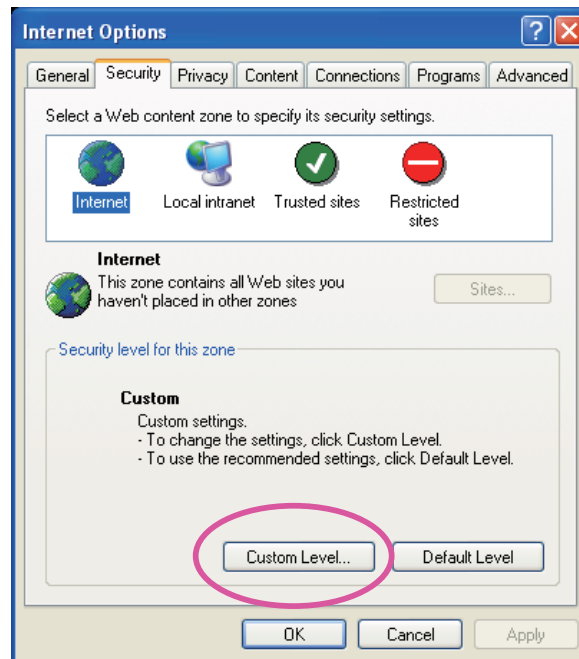 Internet Options
General Security Privacy Content Connections Programs Advanced
Select a Web content zone to specify its security settings.
Internet Local intranet Trusted sites Restricted sites
Internet
This zone contains all Web sites you
haven't placed in other zones
Sites...
Security level for this zone
Custom
Custom settings.
- To change the settings, click Custom Level.
- To use the recommended settings, click Default Level.
Custom Level... Default Level
OK Cancel Apply